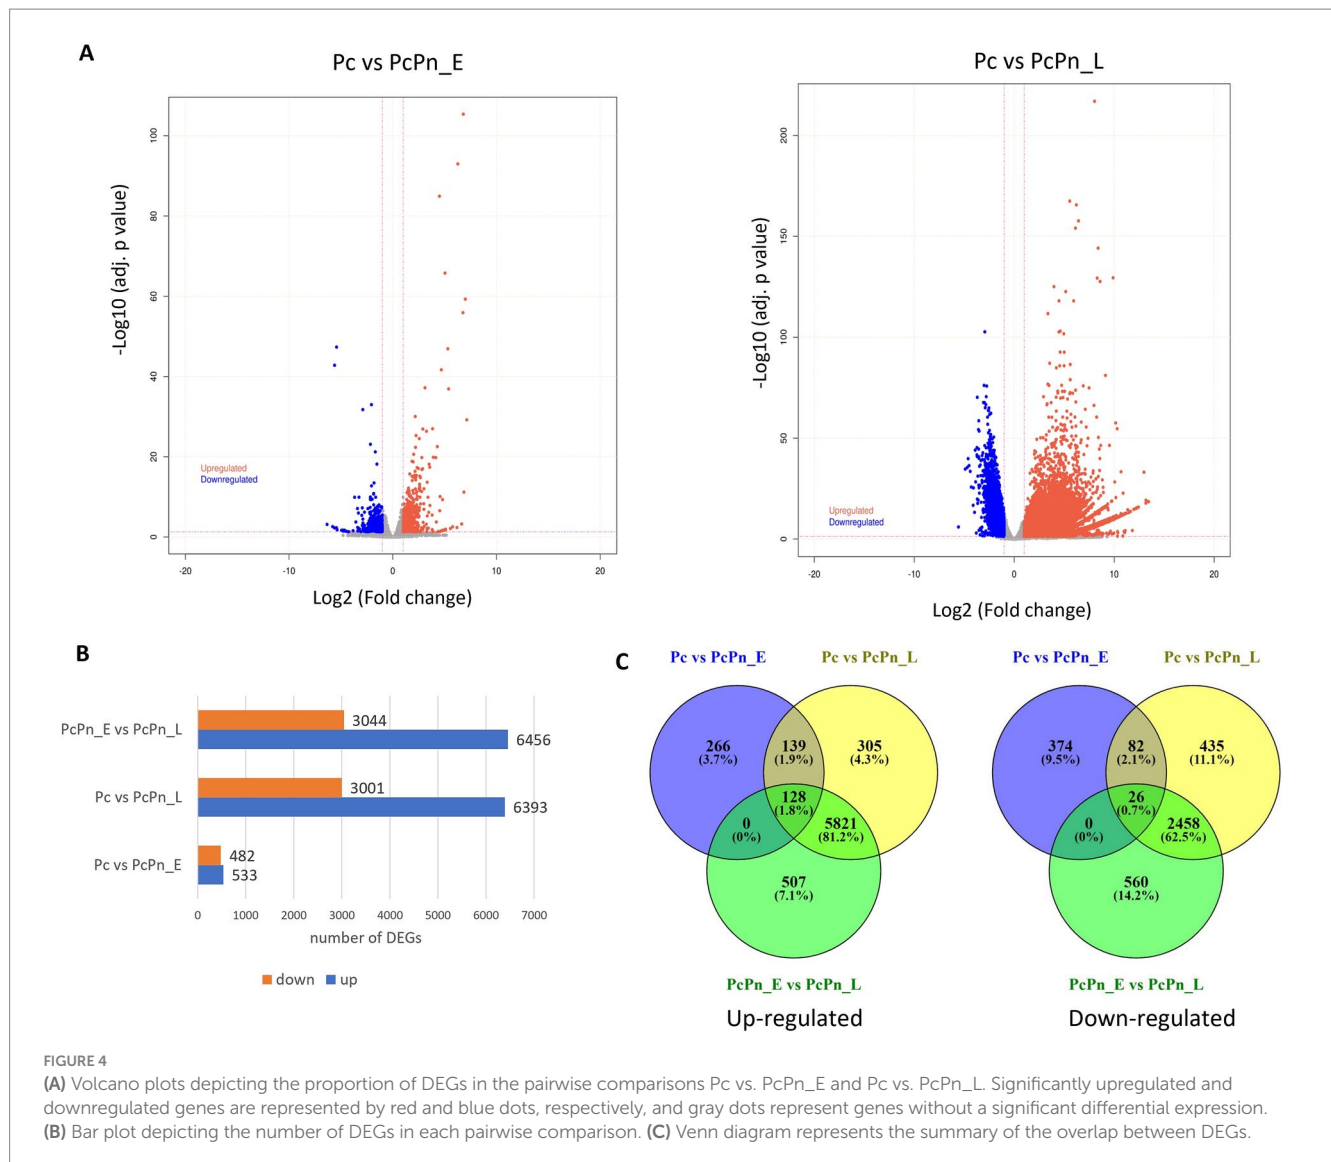 A
Pc vs PcPn_E
-Log10 (adj. p value)
100
80
60
40
20
0
Upregulated
Downregulated
-20
-10
0
10
20
Log2 (Fold change)
Pc vs PcPn_L
-Log10 (adj. p value)
200
150
100
50
0
Upregulated
Downregulated
-20
-10
0
10
20
Log2 (Fold change)
B
PcPn_E vs PcPn_L
3044
6456
Pc vs PcPn_L
3001
6393
Pc vs PcPn_E
482
533
0 1000 2000 3000 4000 5000 6000 7000
number of DEGs
down up
C
Pc vs PcPn_E
Pc vs PcPn_L
266
(3.7%)
139
(1.9%)
305
(4.3%)
128
(1.8%)
0
(0%)
5821
(81.2%)
507
(7.1%)
PcPn_E vs PcPn_L
Up-regulated
Pc vs PcPn_E
Pc vs PcPn_L
374
(9.5%)
82
(2.1%)
435
(11.1%)
26
(0.7%)
0
(0%)
2458
(62.5%)
560
(14.2%)
PcPn_E vs PcPn_L
Down-regulated
FIGURE 4
(A) Volcano plots depicting the proportion of DEGs in the pairwise comparisons Pc vs. PcPn_E and Pc vs. PcPn_L. Significantly upregulated and
downregulated genes are represented by red and blue dots, respectively, and gray dots represent genes without a significant differential expression.
(B) Bar plot depicting the number of DEGs in each pairwise comparison. (C) Venn diagram represents the summary of the overlap between DEGs.